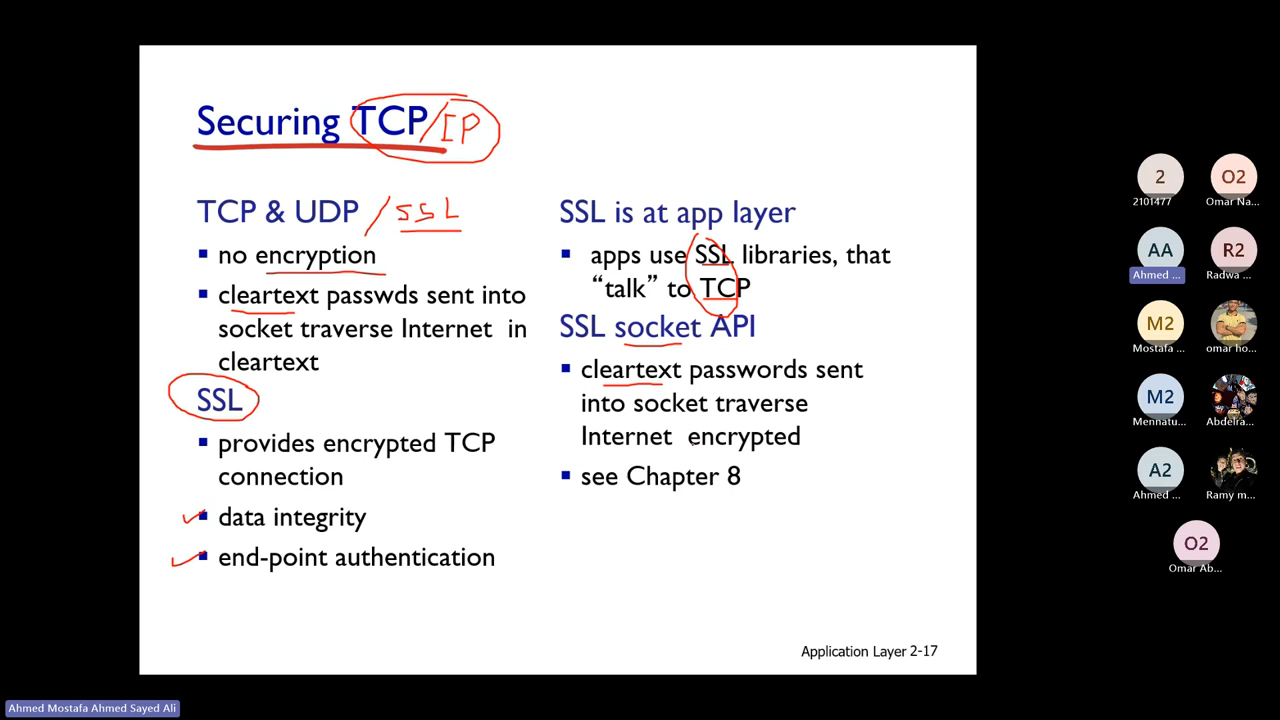 Securing TCP/IP
TCP & UDP / SSL
no encryption
cleartext passwds sent into
socket traverse Internet in
cleartext
SSL
provides encrypted TCP
connection
data integrity
end-point authentication
SSL is at app layer
apps use SSL libraries, that
“talk” to TCP
SSL socket API
cleartext passwords sent
into socket traverse
Internet encrypted
see Chapter 8
Application Layer 2-17
2
2101477
O2
Omar Na...
AA
Ahmed ...
R2
Radwa ...
M2
Mostafa ...
omar ho...
M2
Mennatu...
Abdelra...
A2
Ahmed ...
Ramy m...
O2
Omar Ab...
Ahmed Mostafa Ahmed Sayed Ali